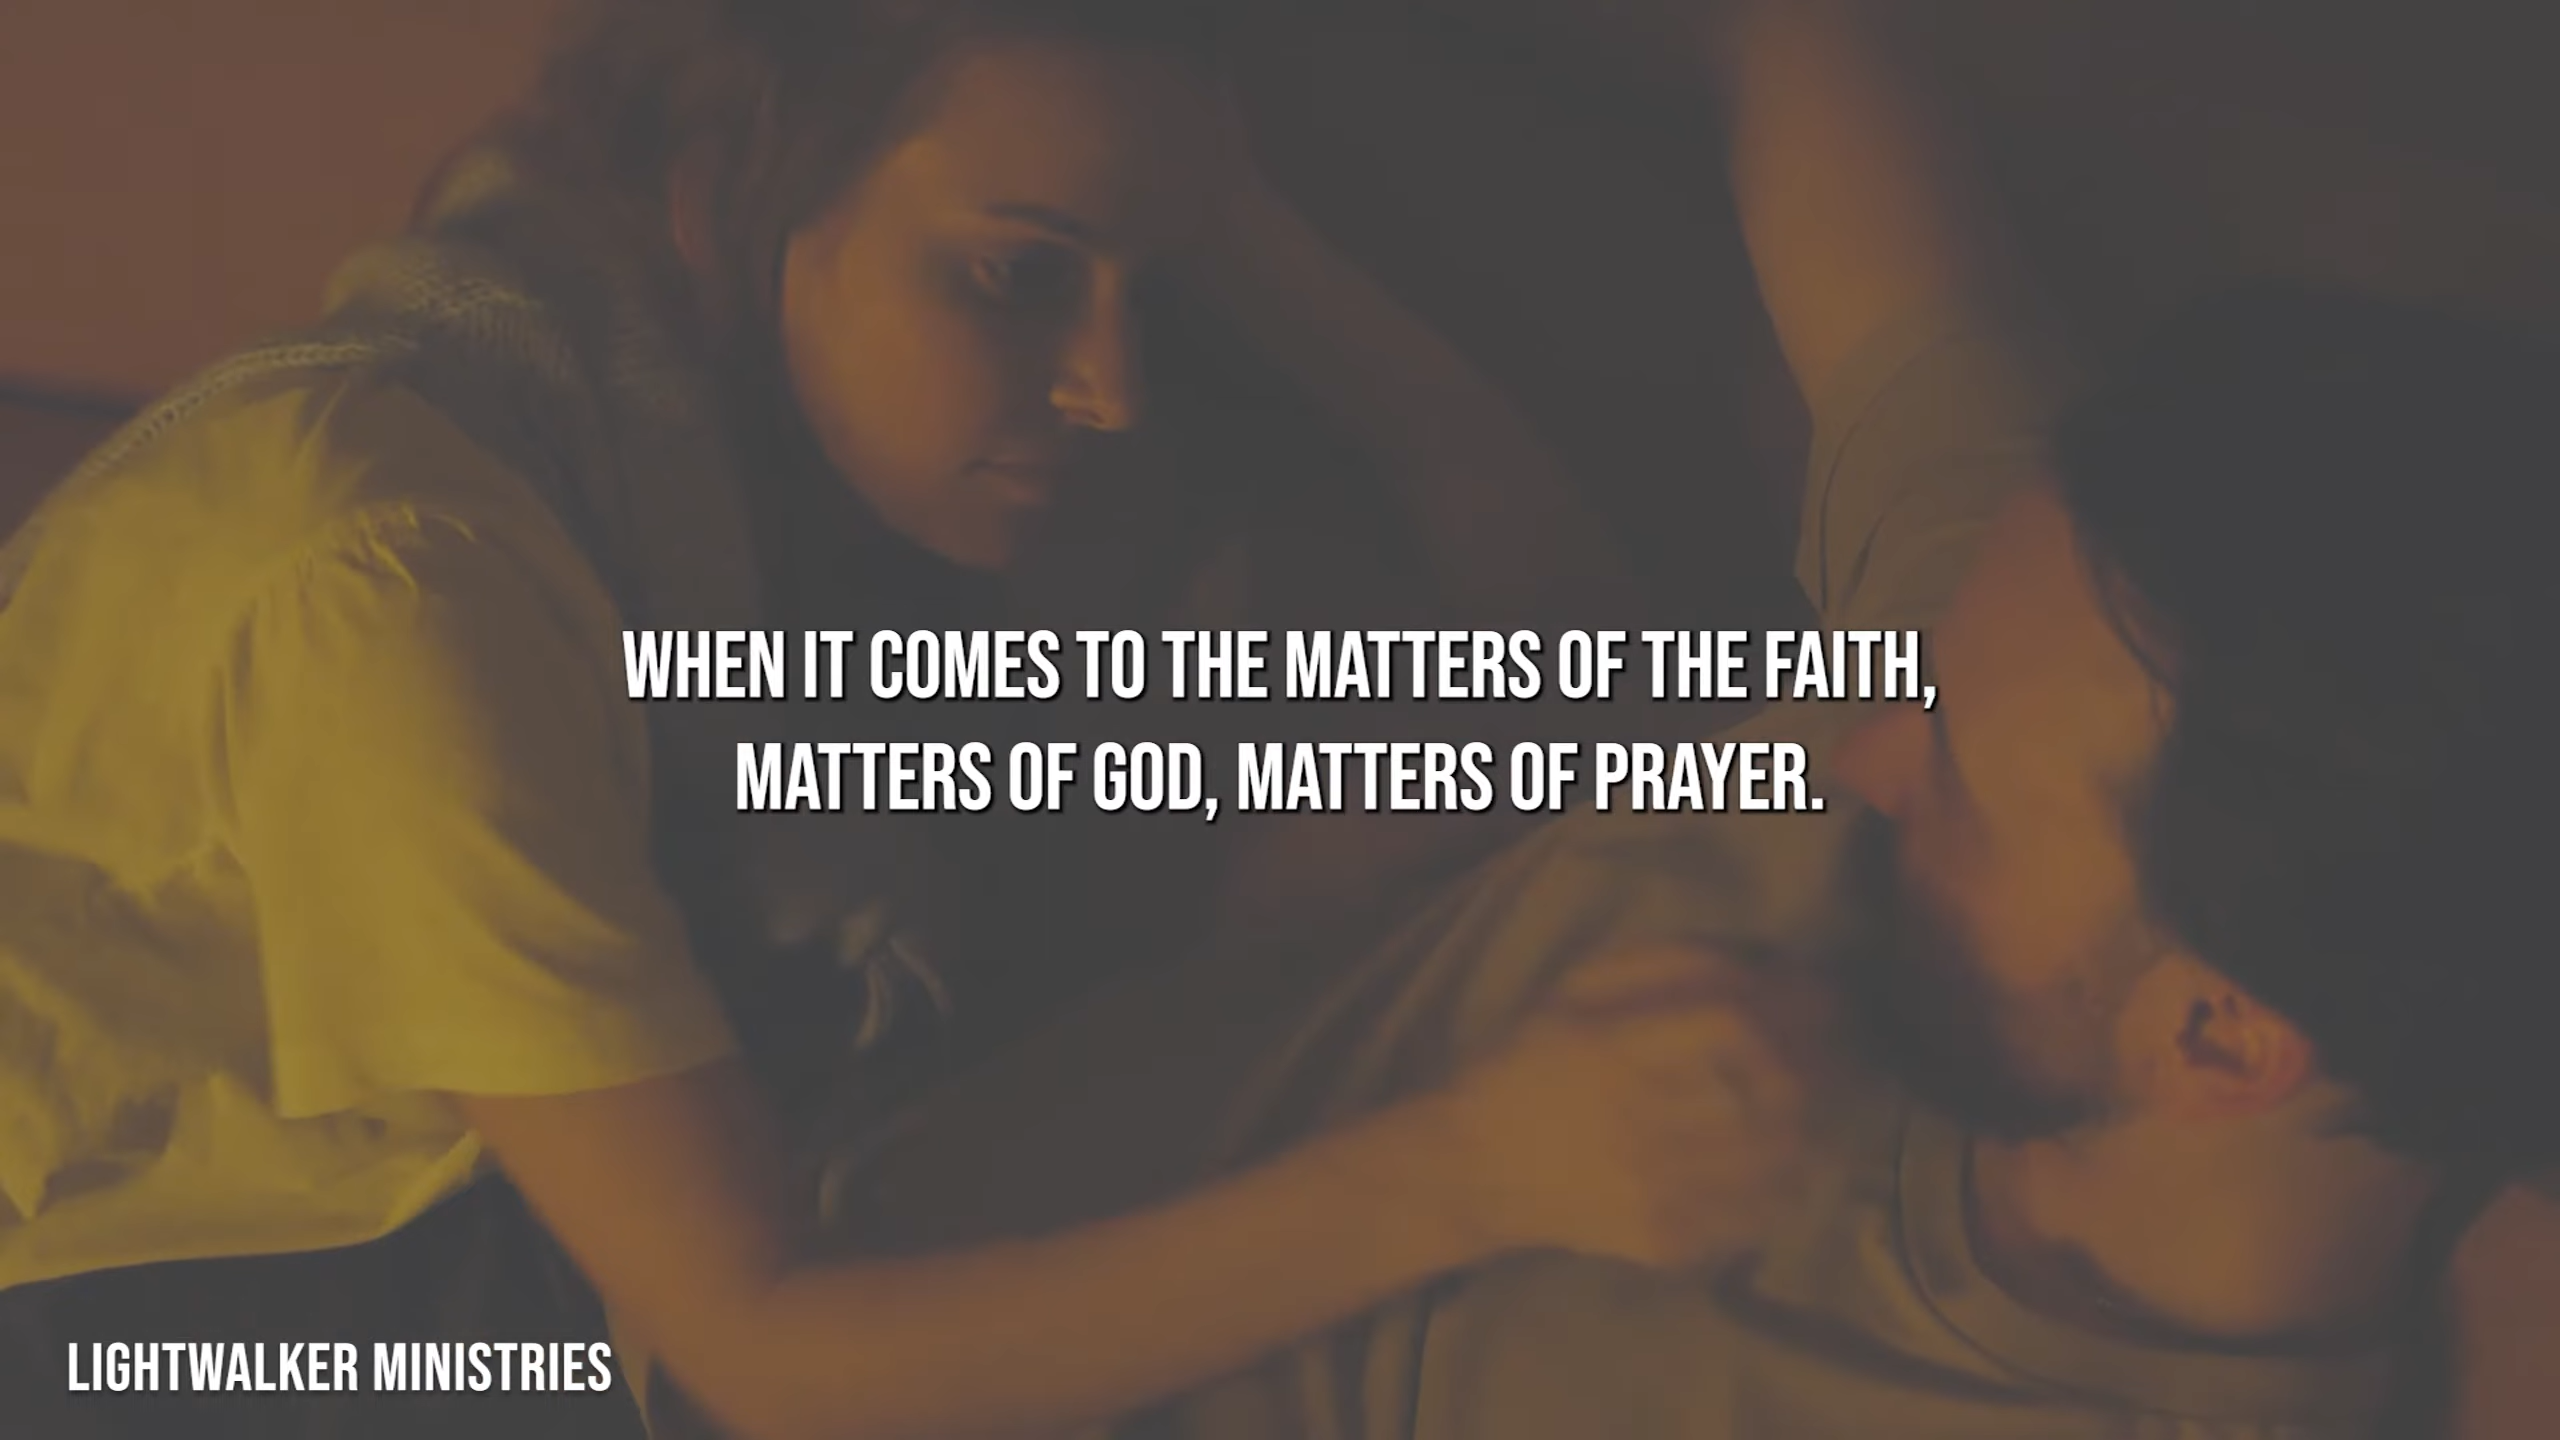 WHEN IT COMES TO THE MATTERS OF THE FAITH,
MATTERS OF GOD, MATTERS OF PRAYER.
LIGHTWALKER MINISTRIES